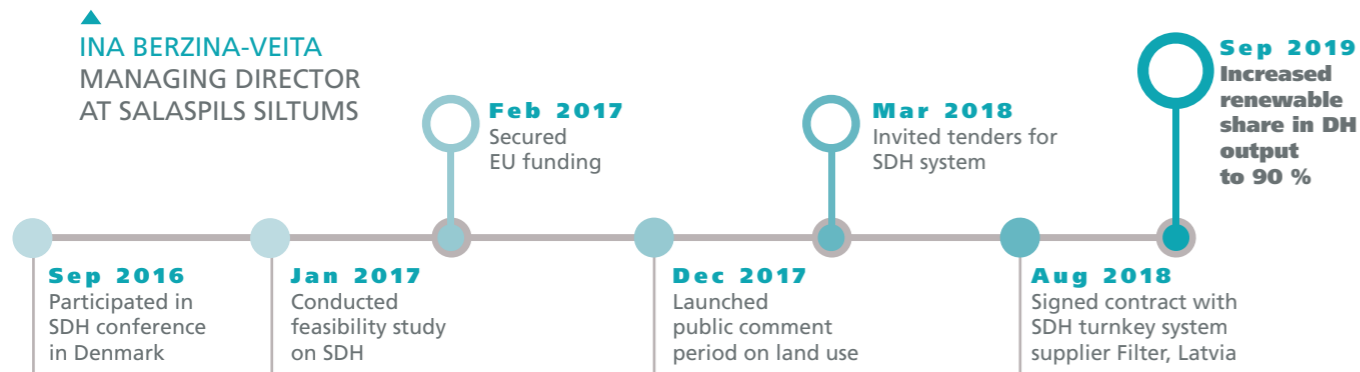 INA BERZINA-VEITA
MANAGING DIRECTOR
AT SALASPILS SILTUMS
Sep 2016
Participated in
SDH conference
in Denmark
Jan 2017
Conducted
feasibility study
on SDH
Feb 2017
Secured
EU funding
Dec 2017
Launched
public comment
period on land use
Mar 2018
Invited tenders for
SDH system
Aug 2018
Signed contract with
SDH turnkey system
supplier Filter, Latvia
Sep 2019
Increased
renewable
share in DH
output
to 90 %